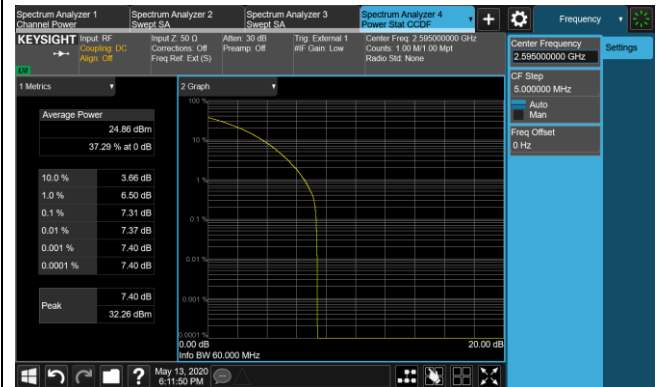 Spectrum Analyzer 1
Channel Power
Spectrum Analyzer 2
Swept SA
Spectrum Analyzer 3
Swept SA
Spectrum Analyzer 4
Power Stat CCDF
Frequency
KEYSIGHT
Input: RF
Coupling: DC
Align: Off
Input Z: 50 Ω
Corrections: Off
Freq Ref: Ext (S)
Atten: 30 dB
Preamp: Off
Trig: External 1
#IF Gain: Low
Center Freq: 2.595000000 GHz
Counts: 1.00 M/1.00 Mpt
Radio Std: None
Center Frequency
2.595000000 GHz
Settings
CF Step
5.000000 MHz
Auto
Man
Freq Offset
0 Hz
1 Metrics
Average Power
24.86 dBm
37.29 % at 0 dB
10.0 % 3.66 dB
1.0 % 6.50 dB
0.1 % 7.31 dB
0.01 % 7.37 dB
0.001 % 7.40 dB
0.0001 % 7.40 dB
Peak
7.40 dB
32.26 dBm
2 Graph
100 %
10 %
1 %
0.1 %
0.01 %
0.001 %
0.0001 %
0.00 dB 20.00 dB
Info BW 60.000 MHz
?
May 13, 2020
6:11:50 PM